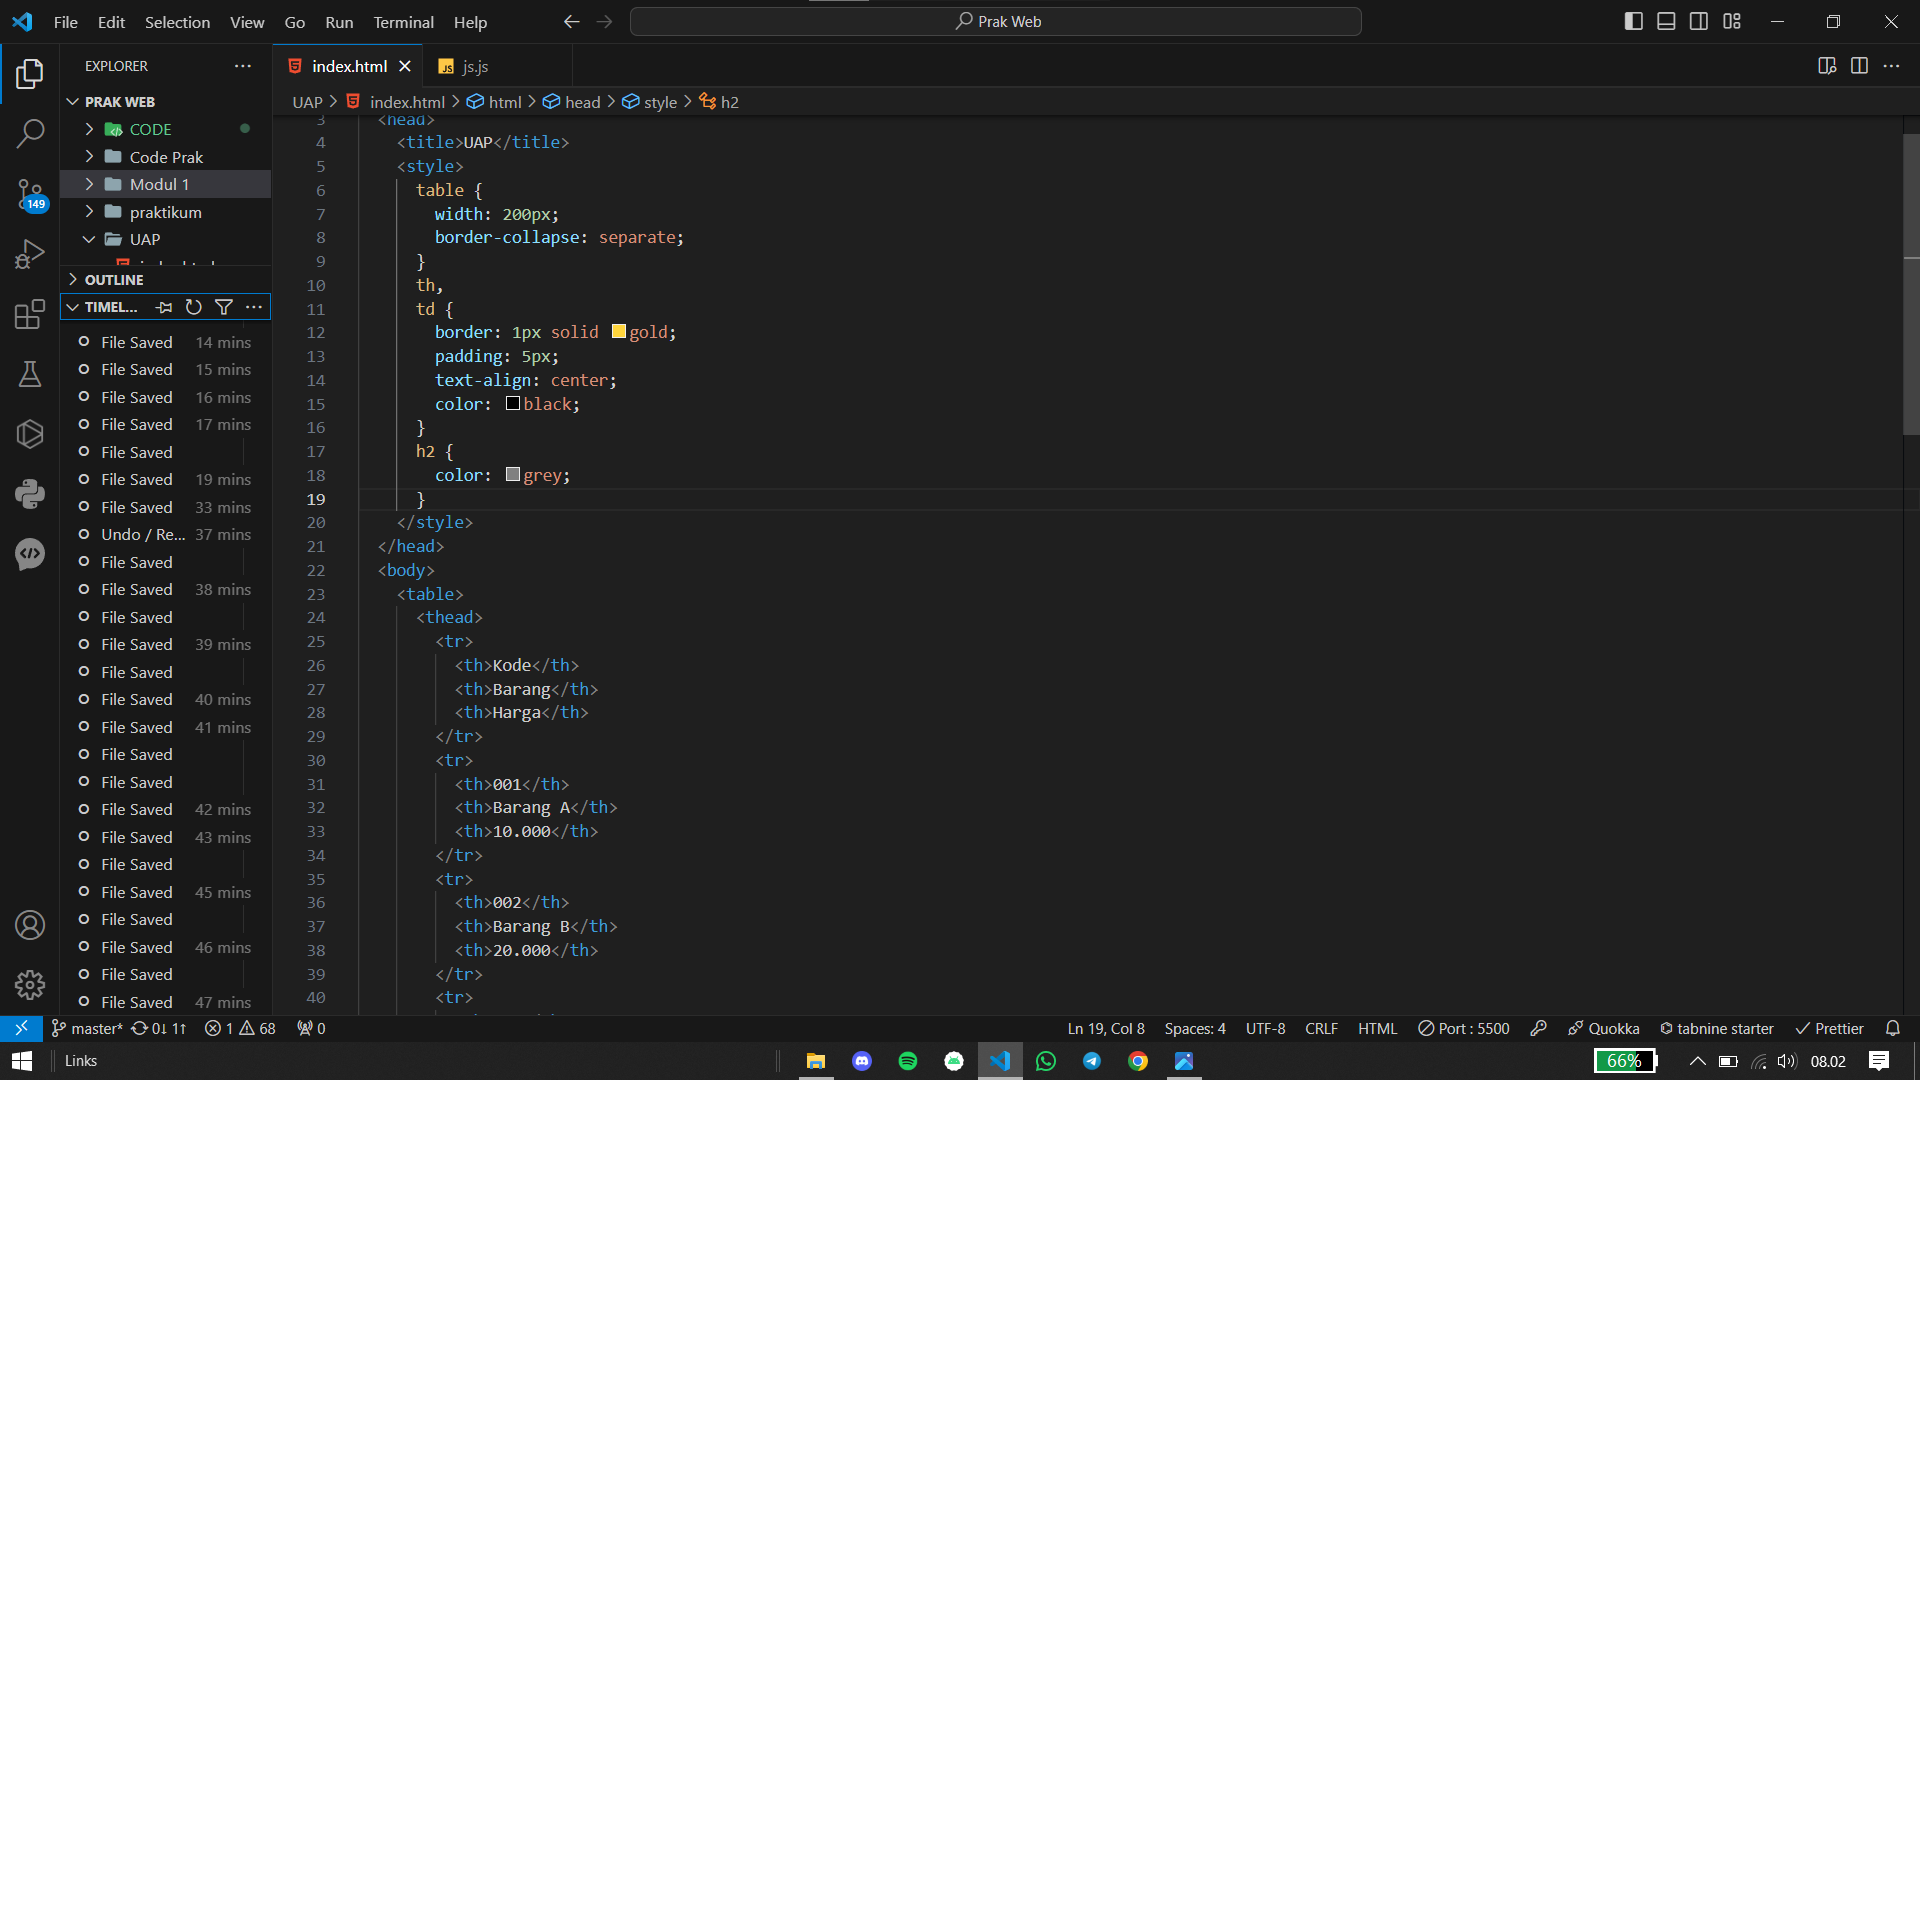 File Edit Selection View Go Run Terminal Help
Prak Web
EXPLORER
PRAK WEB
CODE
Code Prak
Modul 1
149
praktikum
UAP
OUTLINE
TIMEL...
File Saved 14 mins
File Saved 15 mins
File Saved 16 mins
File Saved 17 mins
File Saved
File Saved 19 mins
File Saved 33 mins
Undo / Re... 37 mins
File Saved
File Saved 38 mins
File Saved
File Saved 39 mins
File Saved
File Saved 40 mins
File Saved 41 mins
File Saved
File Saved
File Saved 42 mins
File Saved 43 mins
File Saved
File Saved 45 mins
File Saved
File Saved 46 mins
File Saved
File Saved 47 mins
index.html
JS js.js
UAP > index.html > html > head > style > h2
3 <head>
4 <title>UAP</title>
5 <style>
6 table {
7 width: 200px;
8 border-collapse: separate;
9 }
10 th,
11 td {
12 border: 1px solid gold;
13 padding: 5px;
14 text-align: center;
15 color: black;
16 }
17 h2 {
18 color: grey;
19 }
20 </style>
21 </head>
22 <body>
23 <table>
24 <thead>
25 <tr>
26 <th>Kode</th>
27 <th>Barang</th>
28 <th>Harga</th>
29 </tr>
30 <tr>
31 <th>001</th>
32 <th>Barang A</th>
33 <th>10.000</th>
34 </tr>
35 <tr>
36 <th>002</th>
37 <th>Barang B</th>
38 <th>20.000</th>
39 </tr>
40 <tr>
master* 0↓ 1↑ 1 68 0
Ln 19, Col 8 Spaces: 4 UTF-8 CRLF HTML Port : 5500 Quokka tabnine starter Prettier
Links
66%
08.02